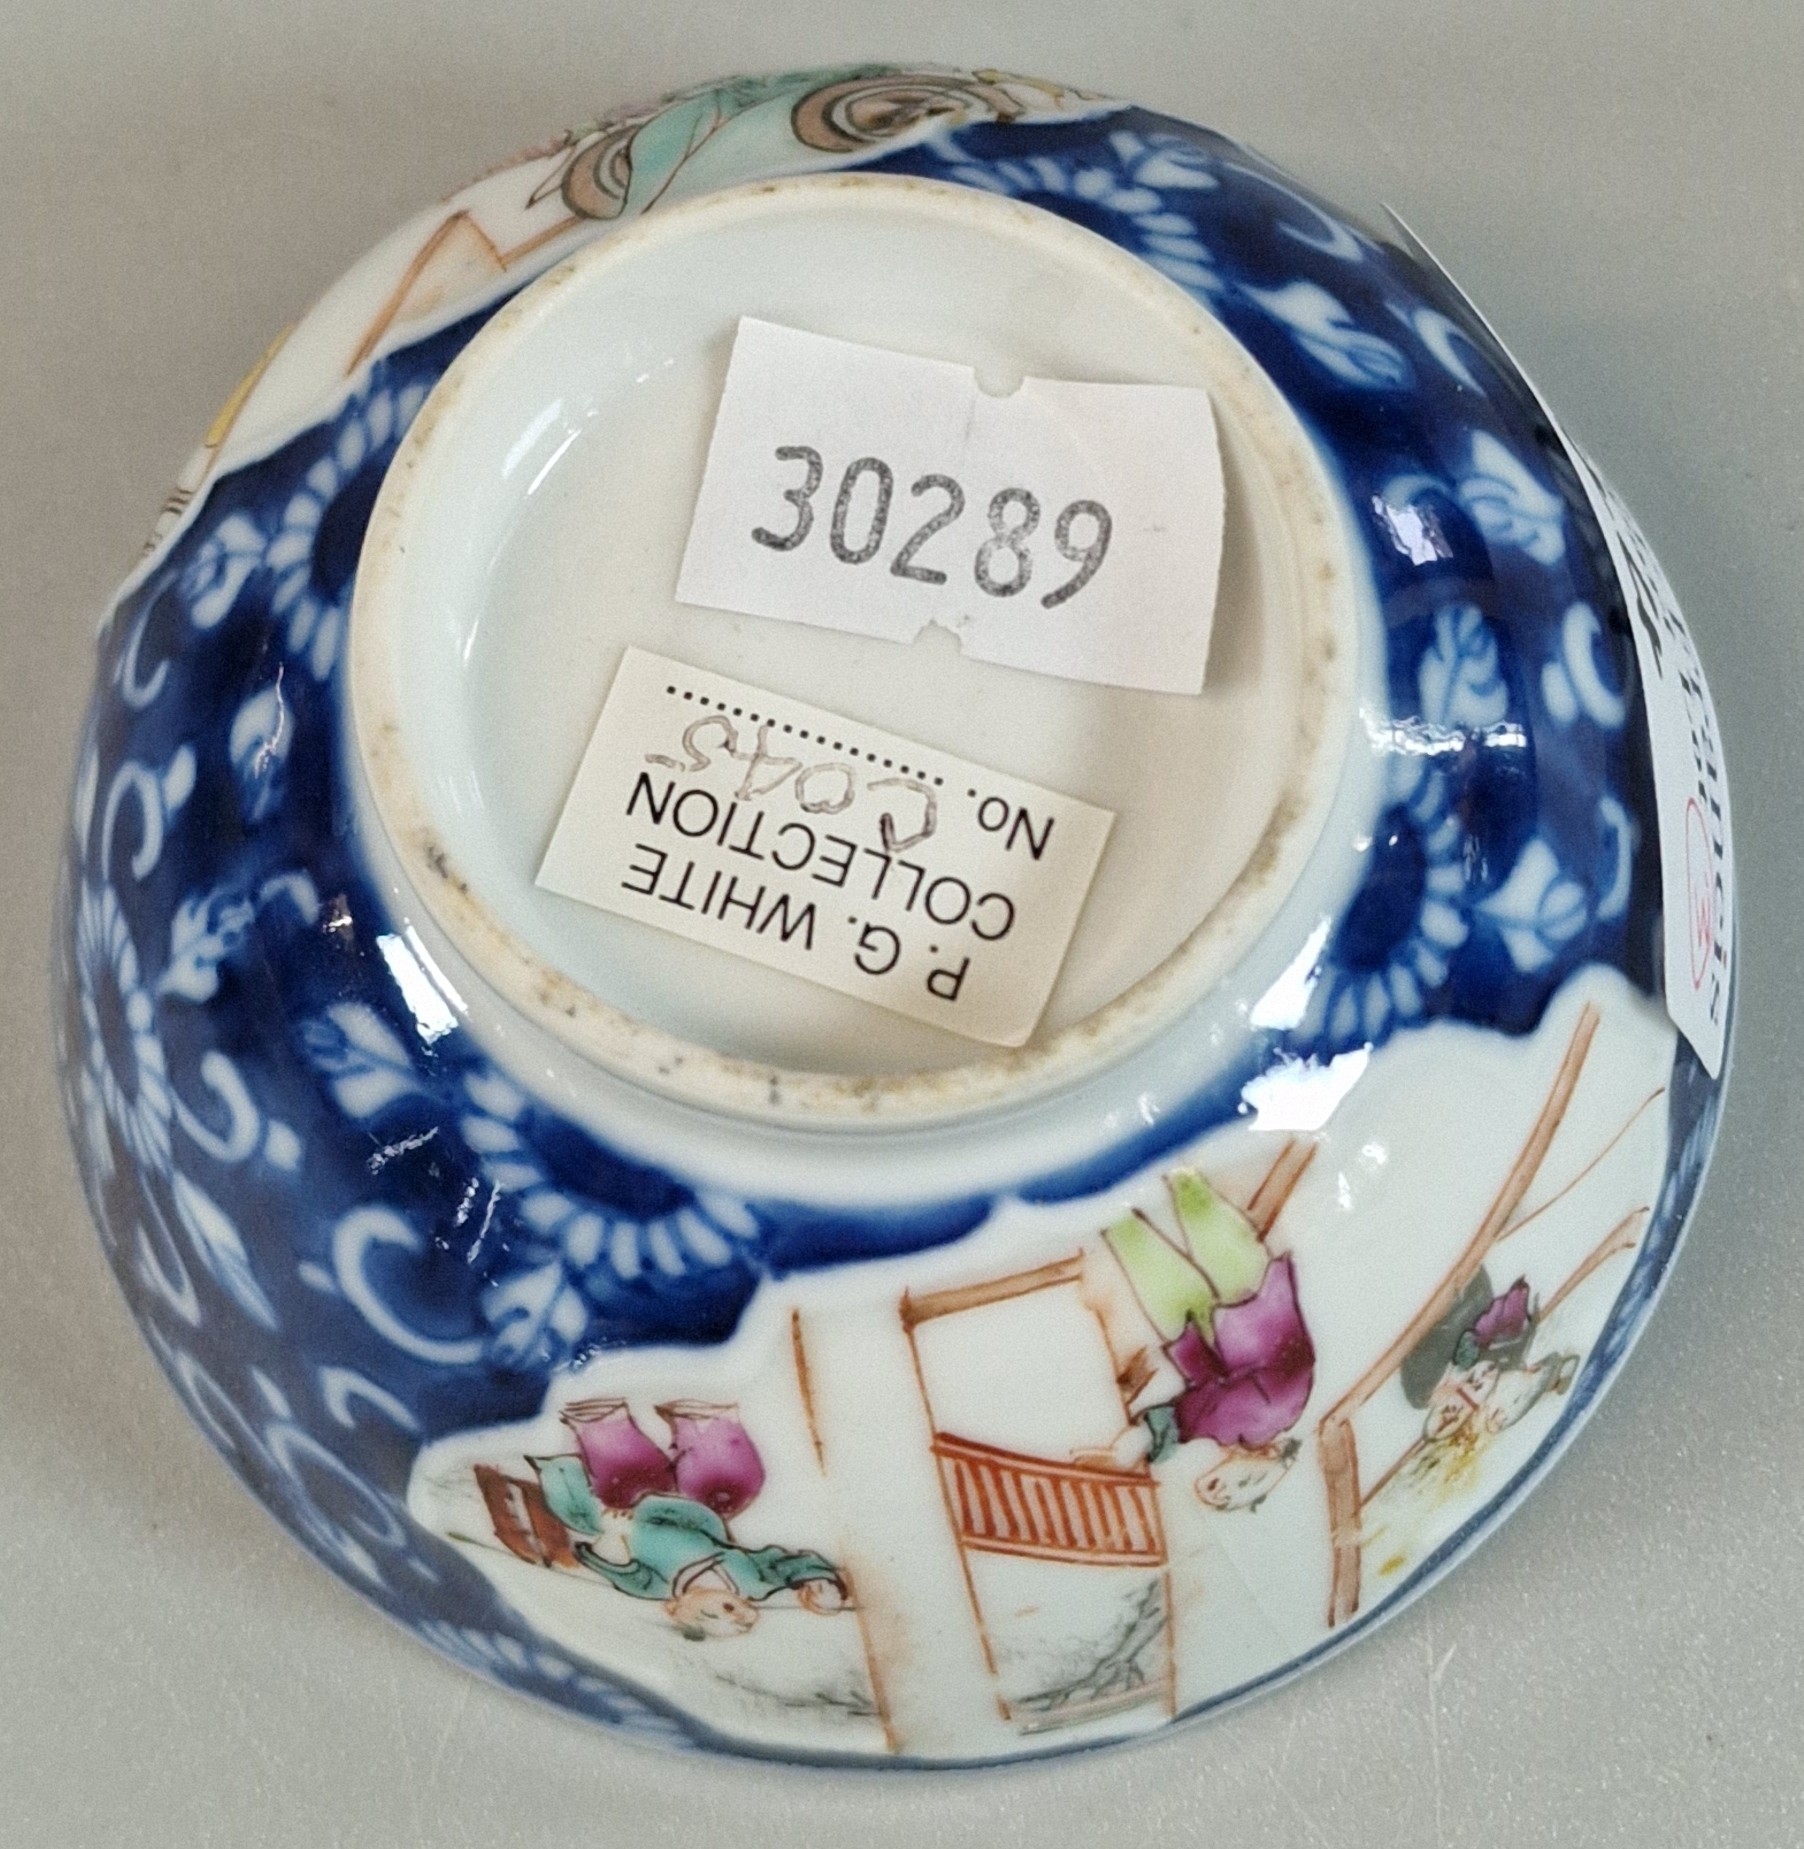 30289
P. G. WHITE
COLLECTION
No. C045